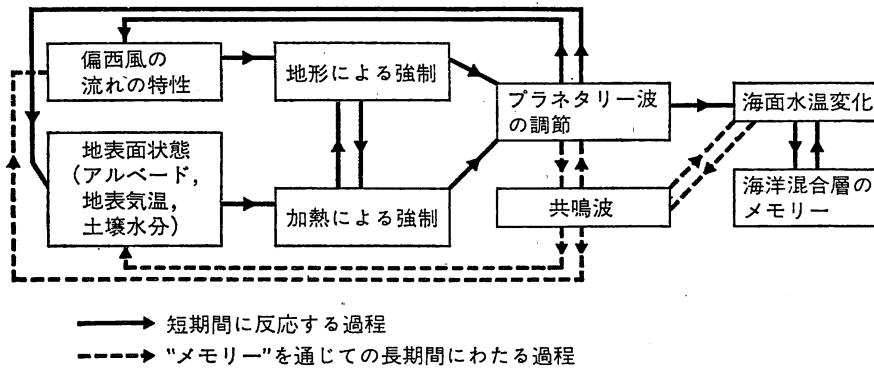 偏西風の
流れの特性
地形による強制
プラネタリー波
の調節
海面水温変化
地表面状態
(アルベード,
地表気温,
土壌水分)
加熱による強制
共鳴波
海洋混合層の
メモリー
短期間に反応する過程
"メモリー"を通じての長期間にわたる過程